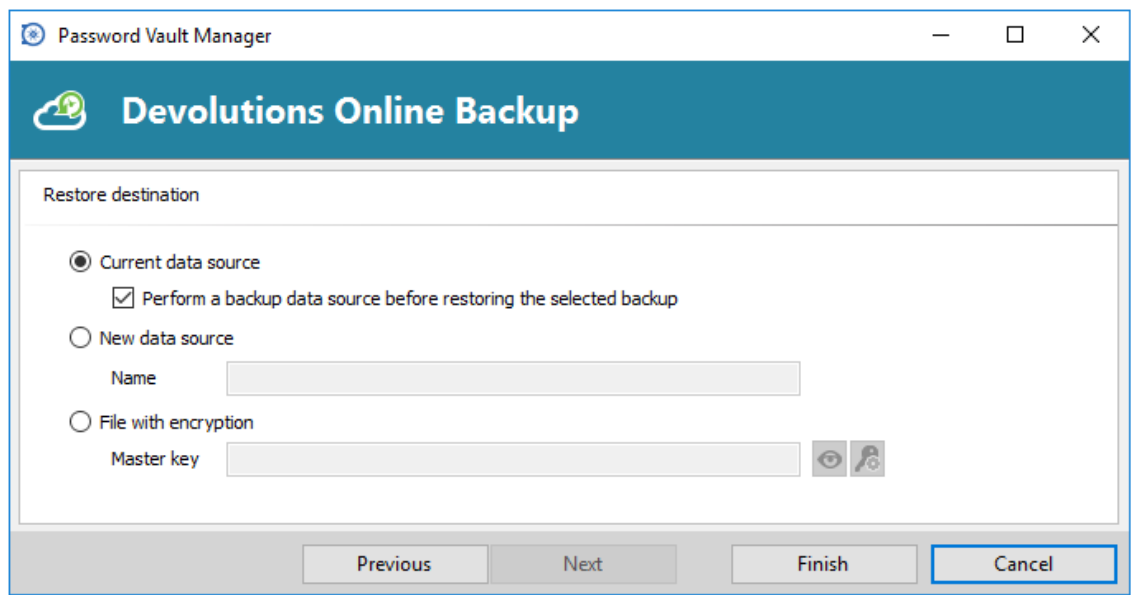 Password Vault Manager
Devolutions Online Backup
Restore destination
Current data source
Perform a backup data source before restoring the selected backup
New data source
Name
File with encryption
Master key
Previous Next Finish Cancel